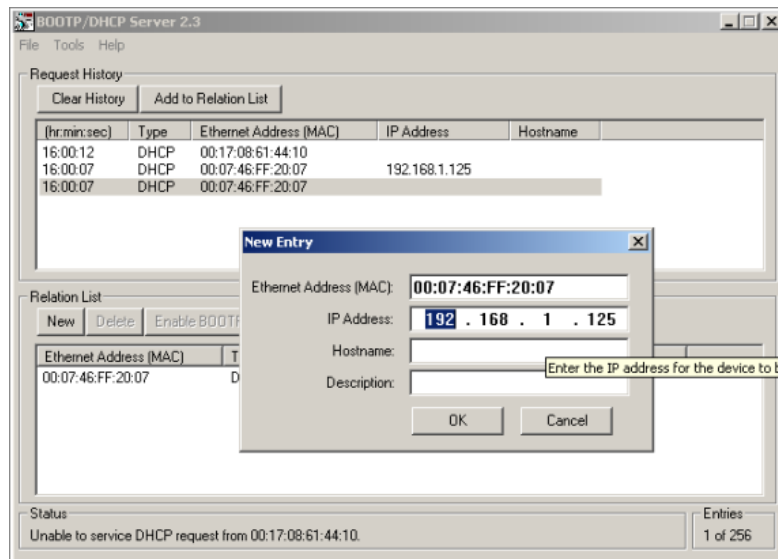 BOOTP/DHCP Server 2.3
File Tools Help
Request History
Clear History Add to Relation List
(hr:min:sec) Type Ethernet Address (MAC) IP Address Hostname
16:00:12 DHCP 00:17:08:61:44:10
16:00:07 DHCP 00:07:46:FF:20:07 192.168.1.125
16:00:07 DHCP 00:07:46:FF:20:07
New Entry
Ethernet Address (MAC): 00:07:46:FF:20:07
IP Address: 192 . 168 . 1 . 125
Hostname:
Enter the IP address for the device to
Description:
OK Cancel
Relation List
New Delete Enable BOOTP
Ethernet Address (MAC)
00:07:46:FF:20:07 D
Status
Unable to service DHCP request from 00:17:08:61:44:10.
Entries
1 of 256